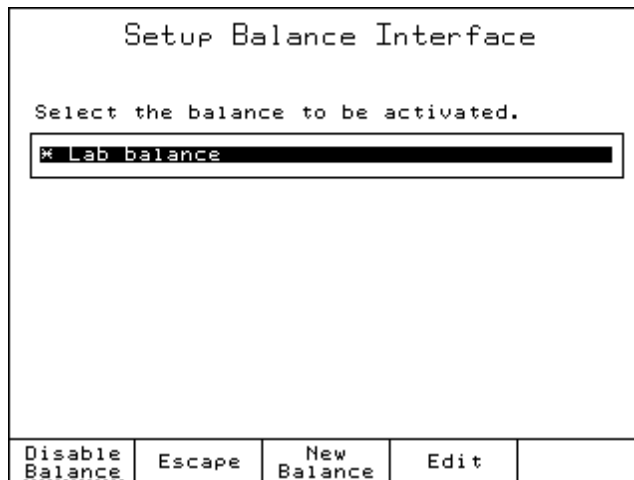 Setup Balance Interface
Select the balance to be activated.
* Lab balance
Disable Balance
Escape
New Balance
Edit